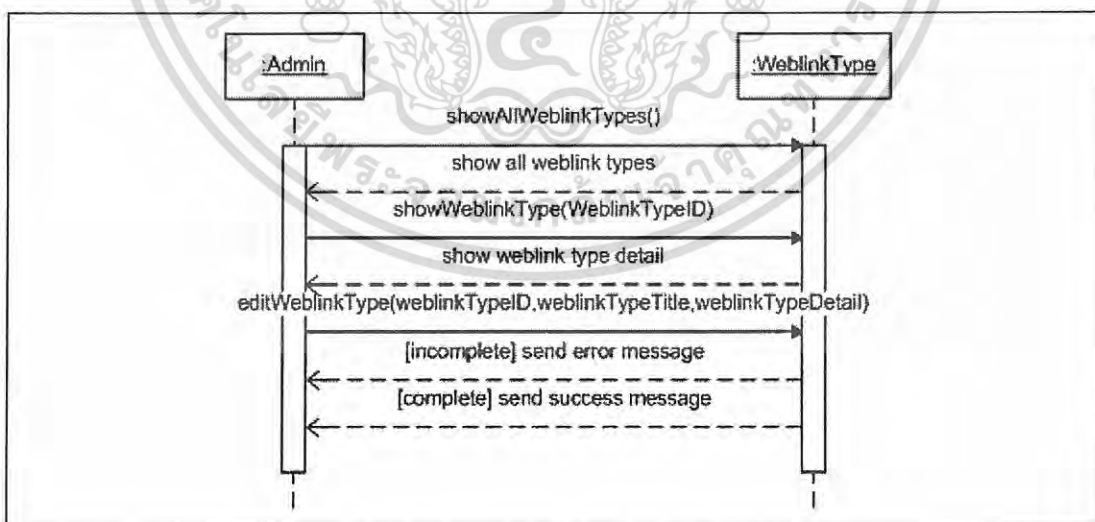 :Admin
:WeblinkType
showAllWeblinkTypes()
show all weblink types
showWeblinkType(WeblinkTypeID)
show weblink type detail
editWeblinkType(weblinkTypeID,weblinkTypeTitle,weblinkTypeDetail)
[incomplete] send error message
[complete] send success message